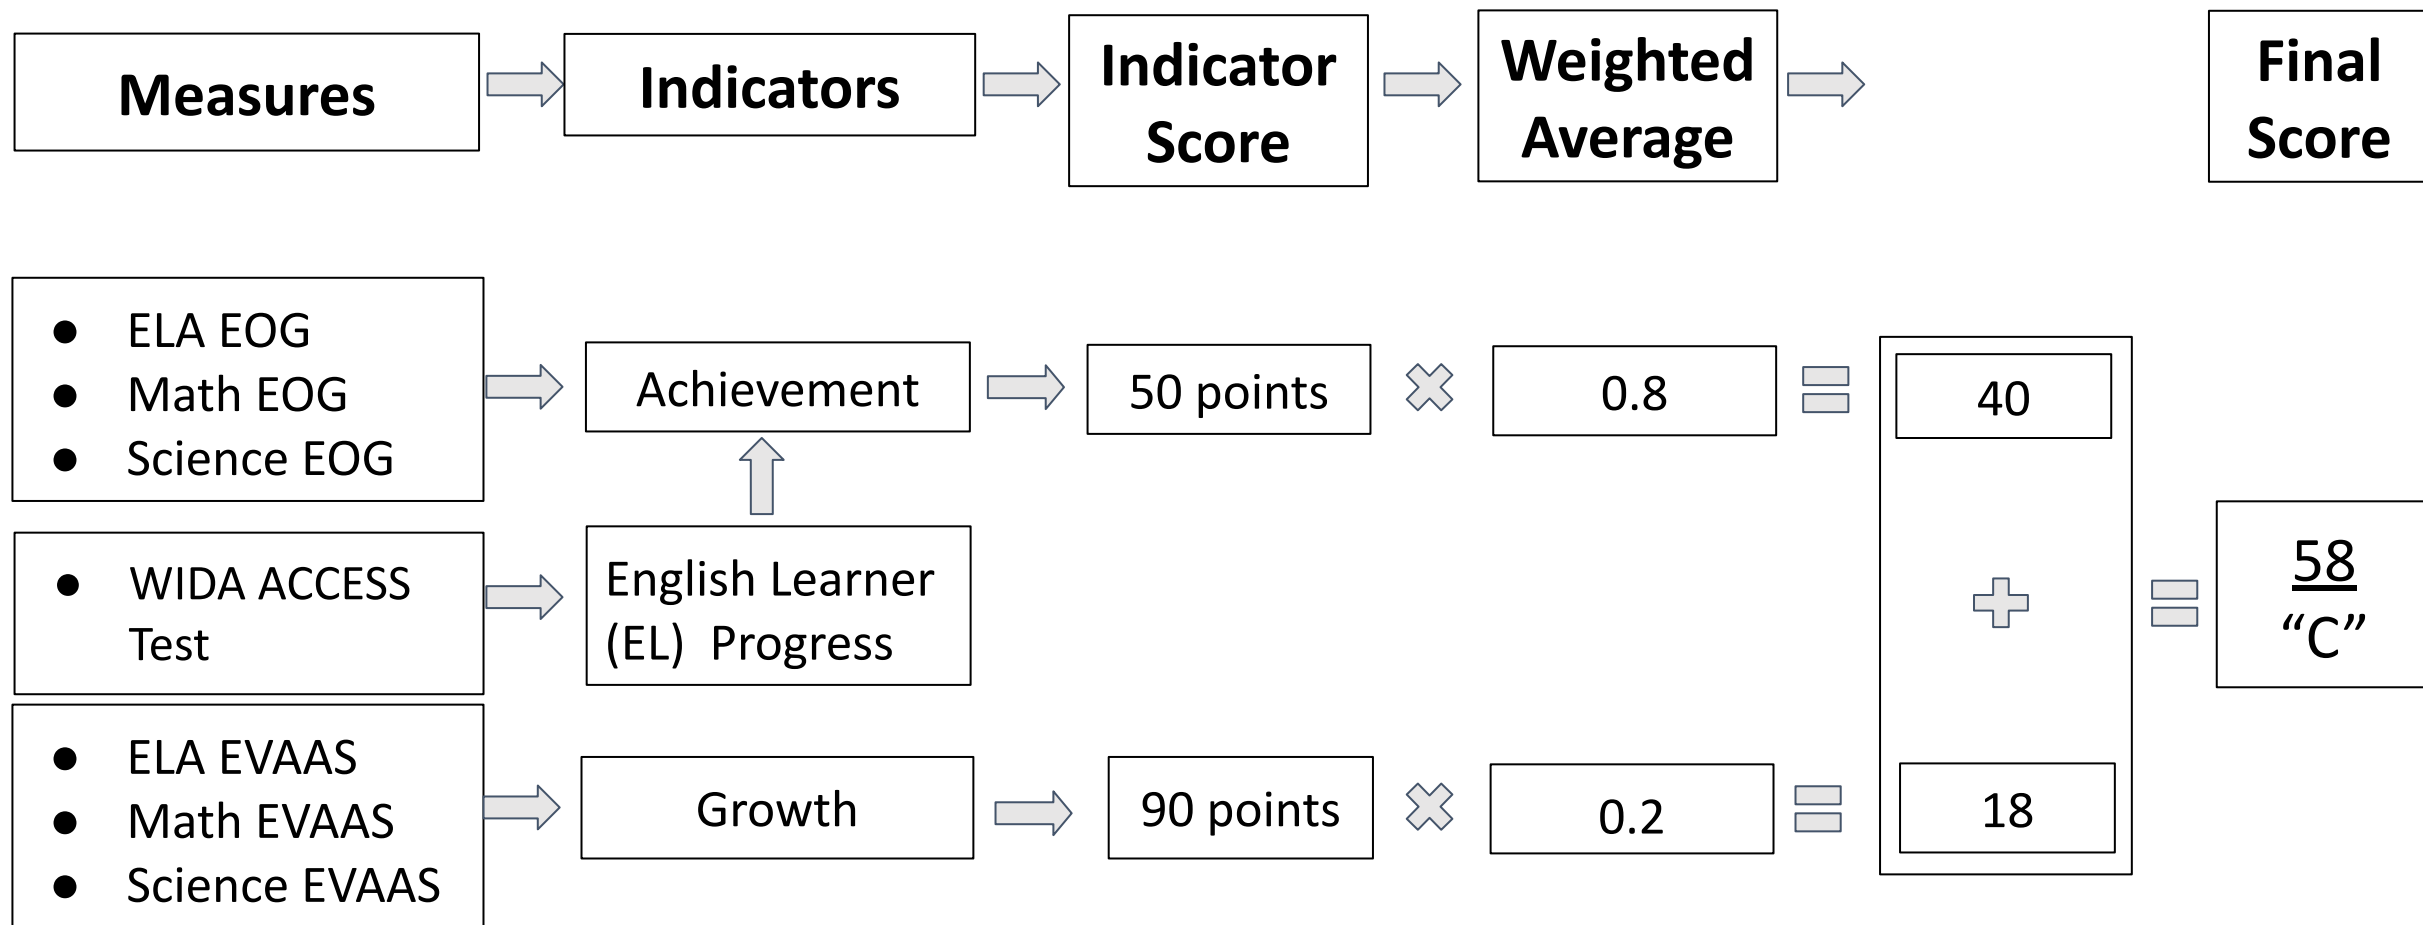 Measures
Indicators
Indicator
Score
Weighted
Average
Final
Score
● ELA EOG
● Math EOG
● Science EOG
Achievement
50 points
0.8
40
● WIDA ACCESS
Test
English Learner
(EL) Progress
58
“C”
● ELA EVAAS
● Math EVAAS
● Science EVAAS
Growth
90 points
0.2
18